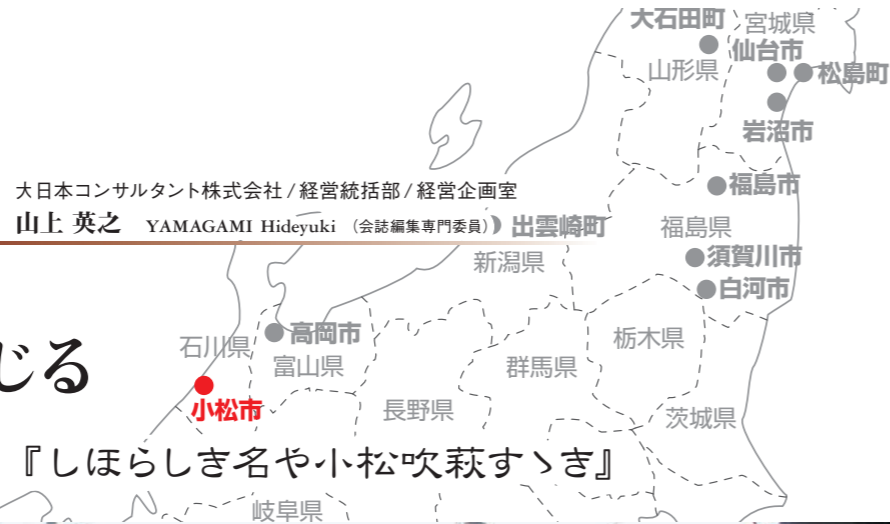 大石田町
宮城県
仙台市
山形県
松島町
岩沼市
大日本コンサルタント株式会社 / 経営統括部 / 経営企画室
福島市
山上 英之 YAMAGAMI Hideyuki （会誌編集専門委員）
出雲崎町
福島県
新潟県
須賀川市
白河市
高岡市
石川県
富山県
栃木県
じる
群馬県
小松市
長野県
茨城県
『しほらしき名や小松吹萩すゝき』
岐阜県